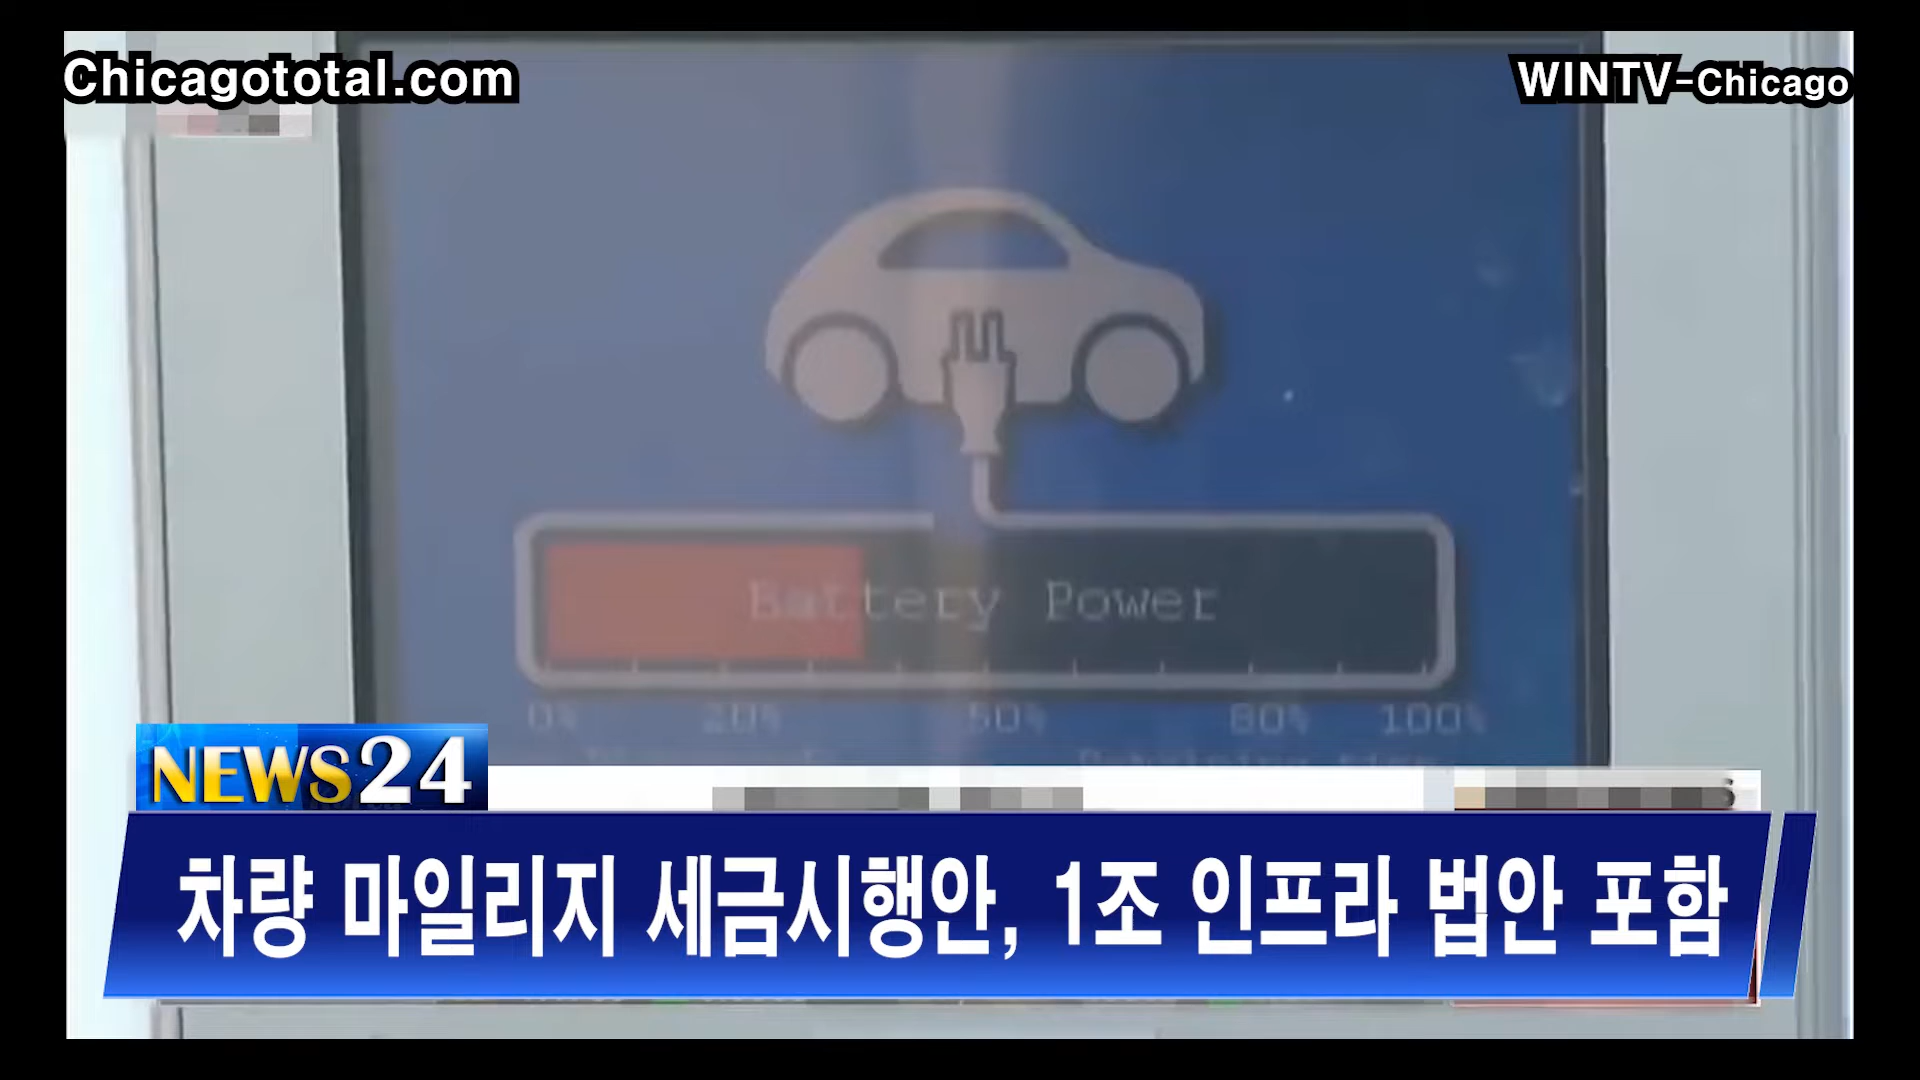 Chicagototal.com
WINTV-Chicago
Battery Power
0% 20% 50% 80% 100%
NEWS24
차량 마일리지 세금시행안, 1조 인프라 법안 포함